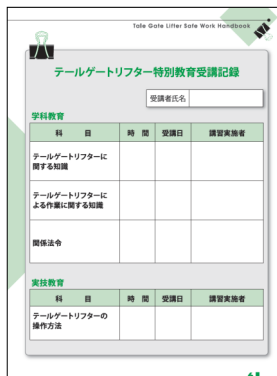 Tale Gate Litter Safe Work Handbook
テールゲートリフター特別教育受講記録
受講者氏名
学科教育
科 目 時 間 受講日 講習実施者
テールゲートリフターに
関する知識
テールゲートリフターに
よる作業に関する知識
関係法令
実技教育
科 目 時 間 受講日 講習実施者
テールゲートリフターの
操作方法